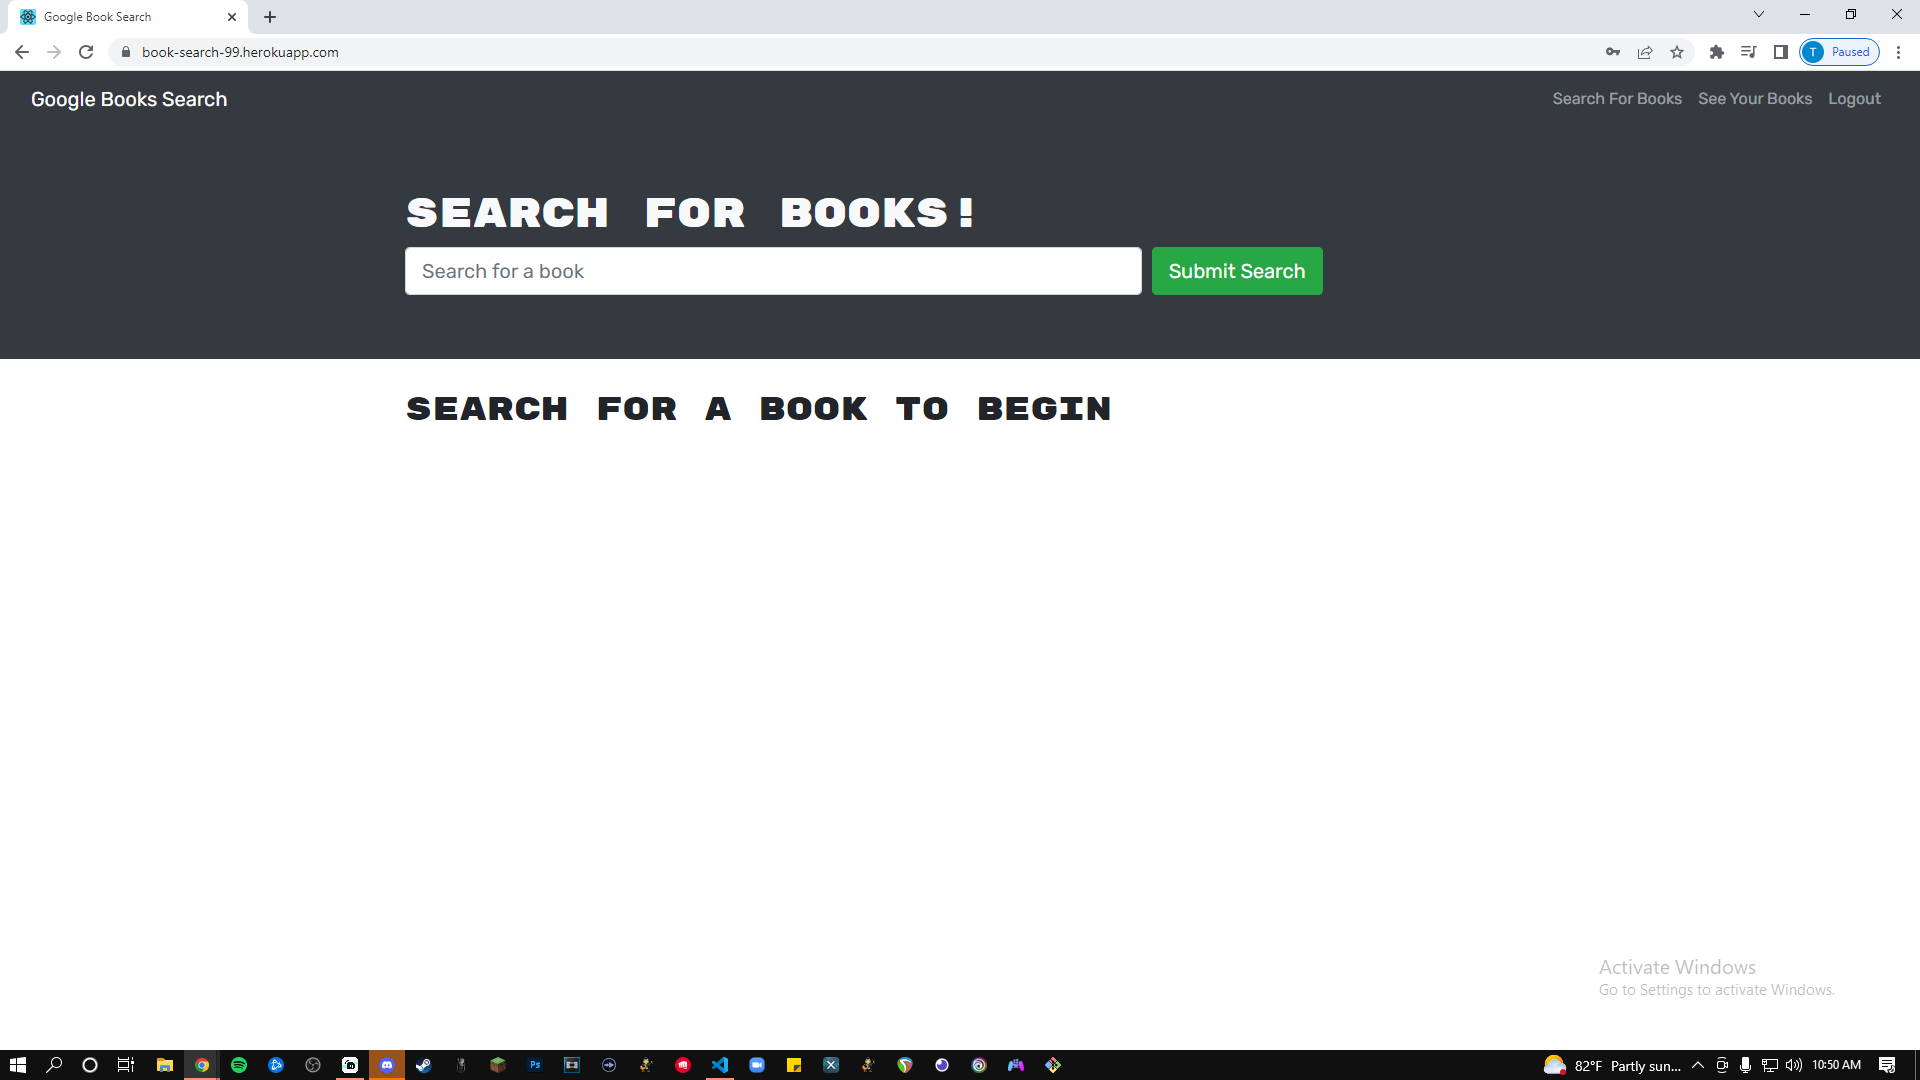 Google Book Search
book-search-99.herokuapp.com
T Paused
Google Books Search
Search For Books See Your Books Logout
SEARCH FOR BOOKS!
Search for a book
Submit Search
SEARCH FOR A BOOK TO BEGIN
Activate Windows
Go to Settings to activate Windows.
Ps
82°F Partly sun...
10:50 AM